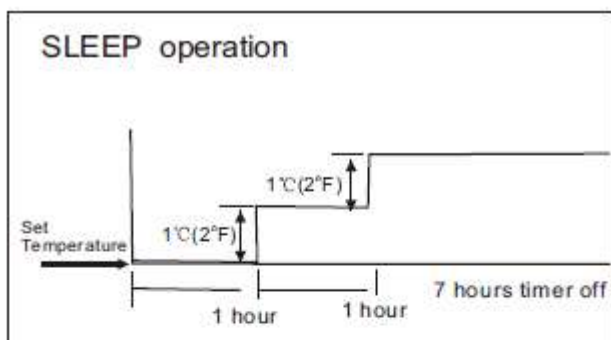 SLEEP operation
1℃(2°F)
1℃(2°F)
Set
Temperature
7 hours timer off
1 hour
1 hour